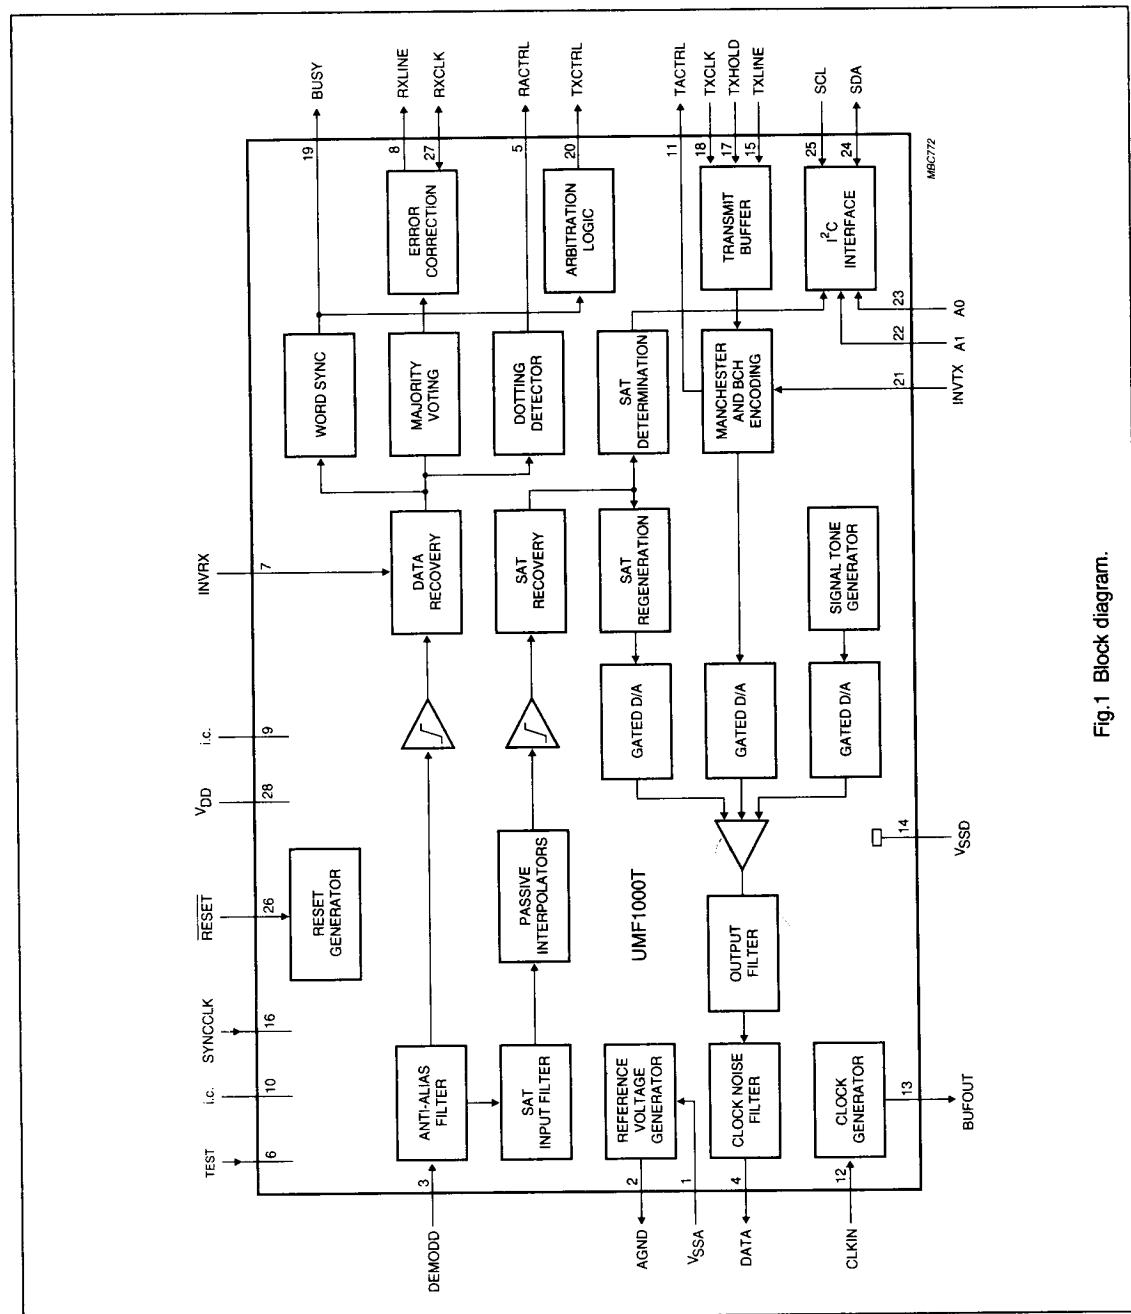 TEST
i.c.
SYNCCLK
RESET
VDD
i.c.
INVRX
6
10
16
26
28
9
7
BUSY
19
RXLINE
8
RXCLK
27
RACTRL
5
TXCTRL
20
TACTRL
11
TXCLK
18
TXHOLD
17
TXLINE
15
SCL
25
SDA
24
RESET
GENERATOR
WORD SYNC
DEMODD
3
ANTI-ALIAS
FILTER
DATA
RECOVERY
MAJORITY
VOTING
ERROR
CORRECTION
SAT
INPUT FILTER
PASSIVE
INTERPOLATORS
SAT
RECOVERY
DOTTING
DETECTOR
ARBITRATION
LOGIC
AGND
2
VSSA
1
REFERENCE
VOLTAGE
GENERATOR
UMF1000T
GATED D/A
SAT
REGENERATION
SAT
DETERMINATION
DATA
4
CLOCK NOISE
FILTER
OUTPUT
FILTER
GATED D/A
MANCHESTER
AND BCH
ENCODING
TRANSMIT
BUFFER
CLKIN
12
CLOCK
GENERATOR
GATED D/A
SIGNAL TONE
GENERATOR
I²C
INTERFACE
13
BUFOUT
14
VSSD
21
INVTX
22
A1
23
A0
MBC772
Fig.1 Block diagram.